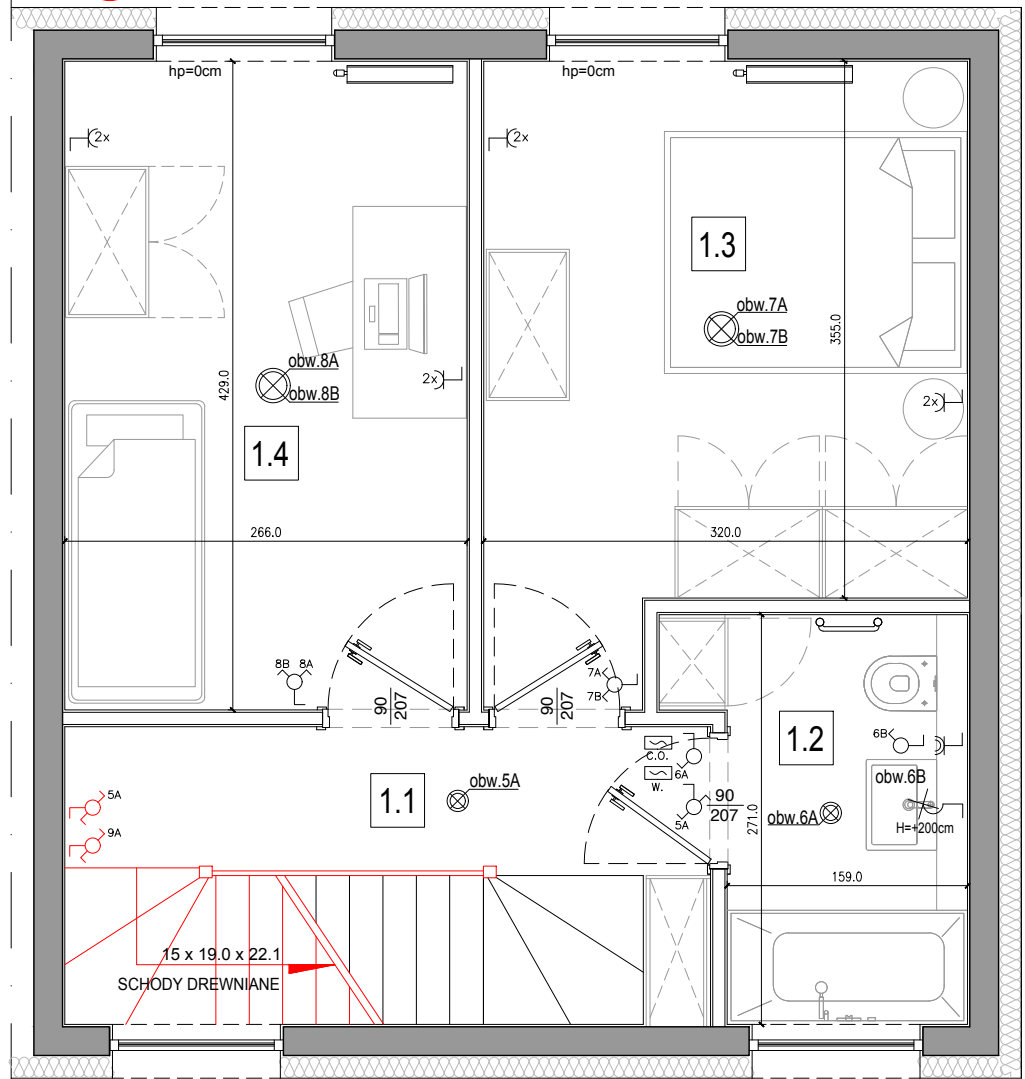 hp=0cm
hp=0cm
2x
2x
1.3
obw.7A
obw.7B
355.0
obw.8A
obw.8B
429.0
2x
2x
1.4
266.0
320.0
8B 8A
7A
7B
90
207
90
207
1.2
6B
C.O.
6A
W.
obw.6B
1.1
obw.5A
5A
90
207
5A
9A
271.0
obw.6A
H=+200cm
159.0
15 x 19.0 x 22.1
SCHODY DREWNIANE